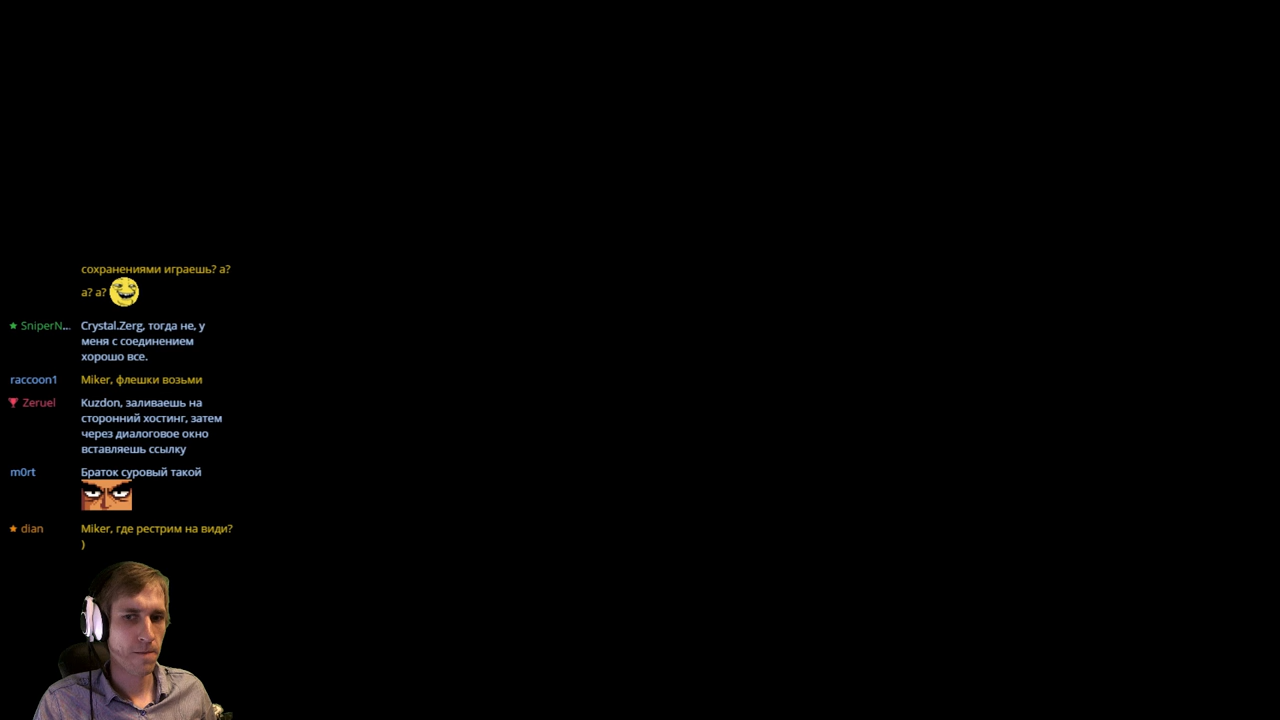 сохранениями играешь? а?
а? а?
SniperN... Crystal.Zerg, тогда не, у
меня с соединением
хорошо все.
raccoon1 Miker, флешки возьми
Zeruel Kuzdon, заливаешь на
сторонний хостинг, затем
через диалоговое окно
вставляешь ссылку
m0rt Браток суровый такой
dian Miker, где рестрим на види?
)